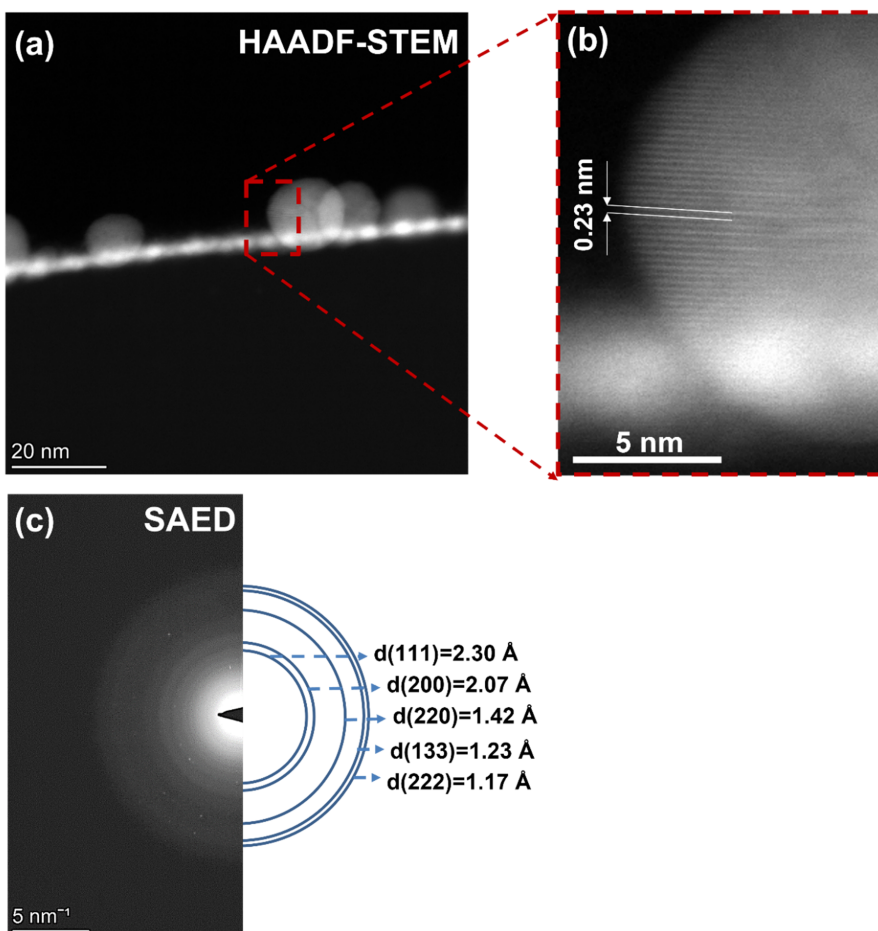 (a) HAADF-STEM
20 nm
(b)
0.23 nm
5 nm
(c) SAED
d(111)=2.30 Å
d(200)=2.07 Å
d(220)=1.42 Å
d(133)=1.23 Å
d(222)=1.17 Å
5 nm⁻¹